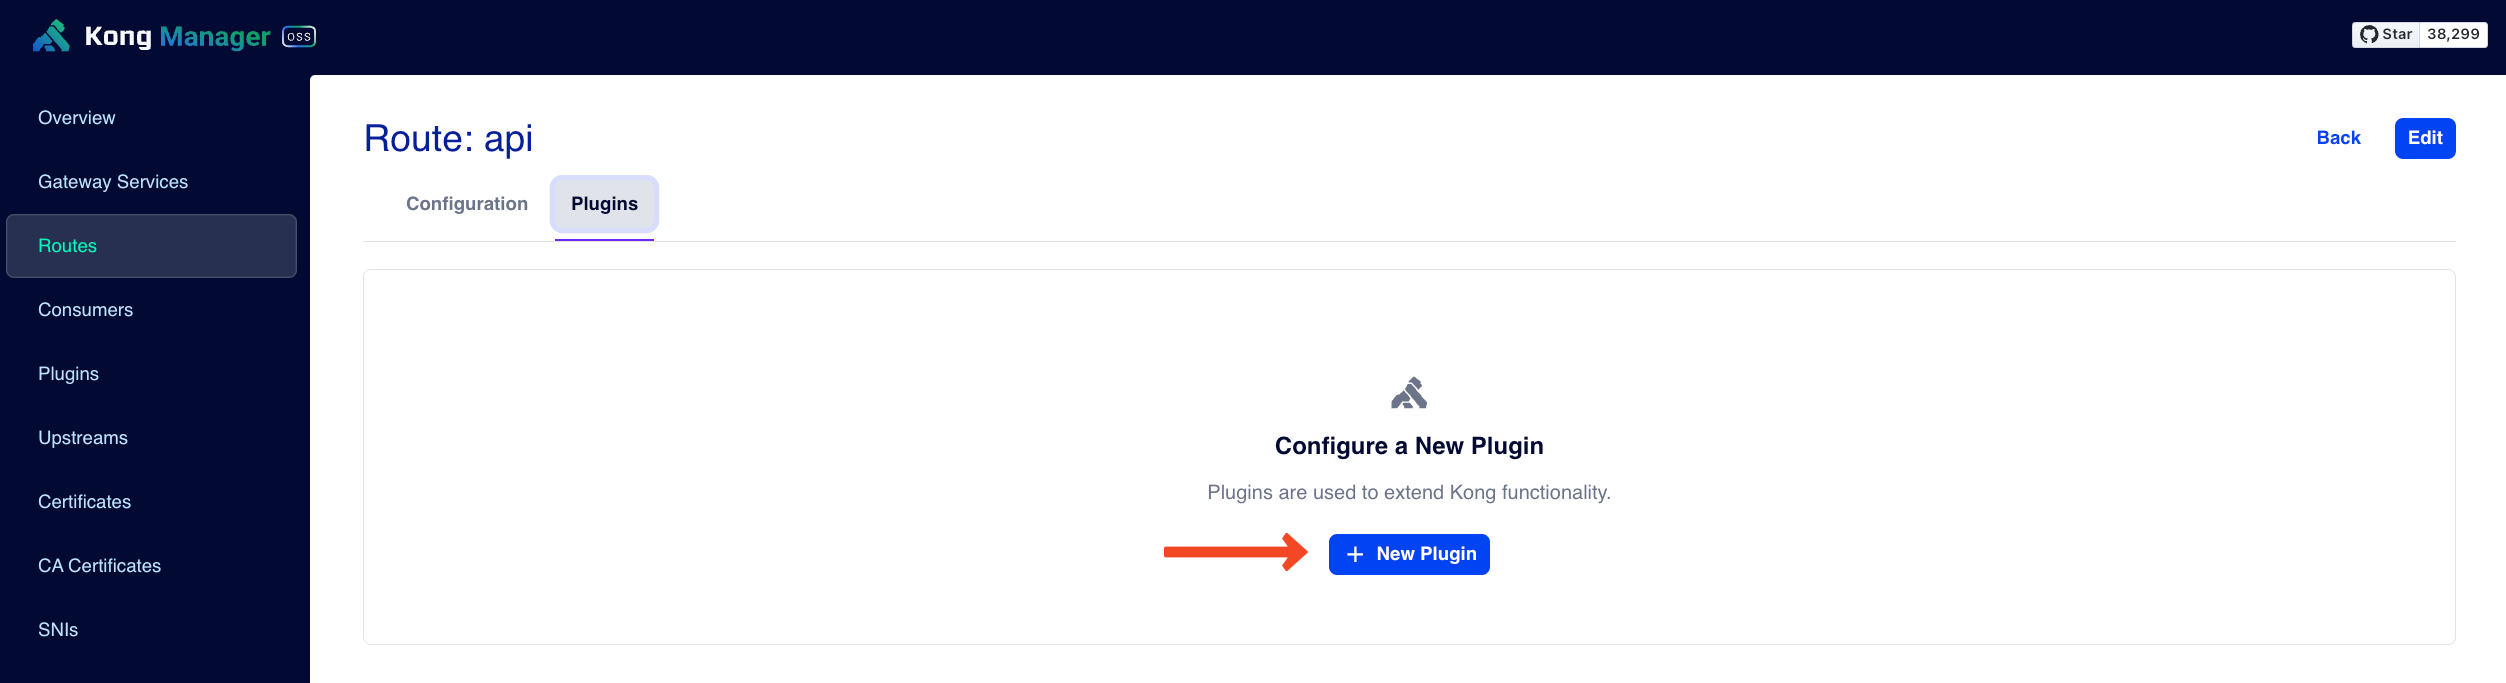 Kong Manager OSS
Star 38,299
Overview
Gateway Services
Routes
Consumers
Plugins
Upstreams
Certificates
CA Certificates
SNIs
Route: api
Back Edit
Configuration Plugins
Configure a New Plugin
Plugins are used to extend Kong functionality.
+ New Plugin